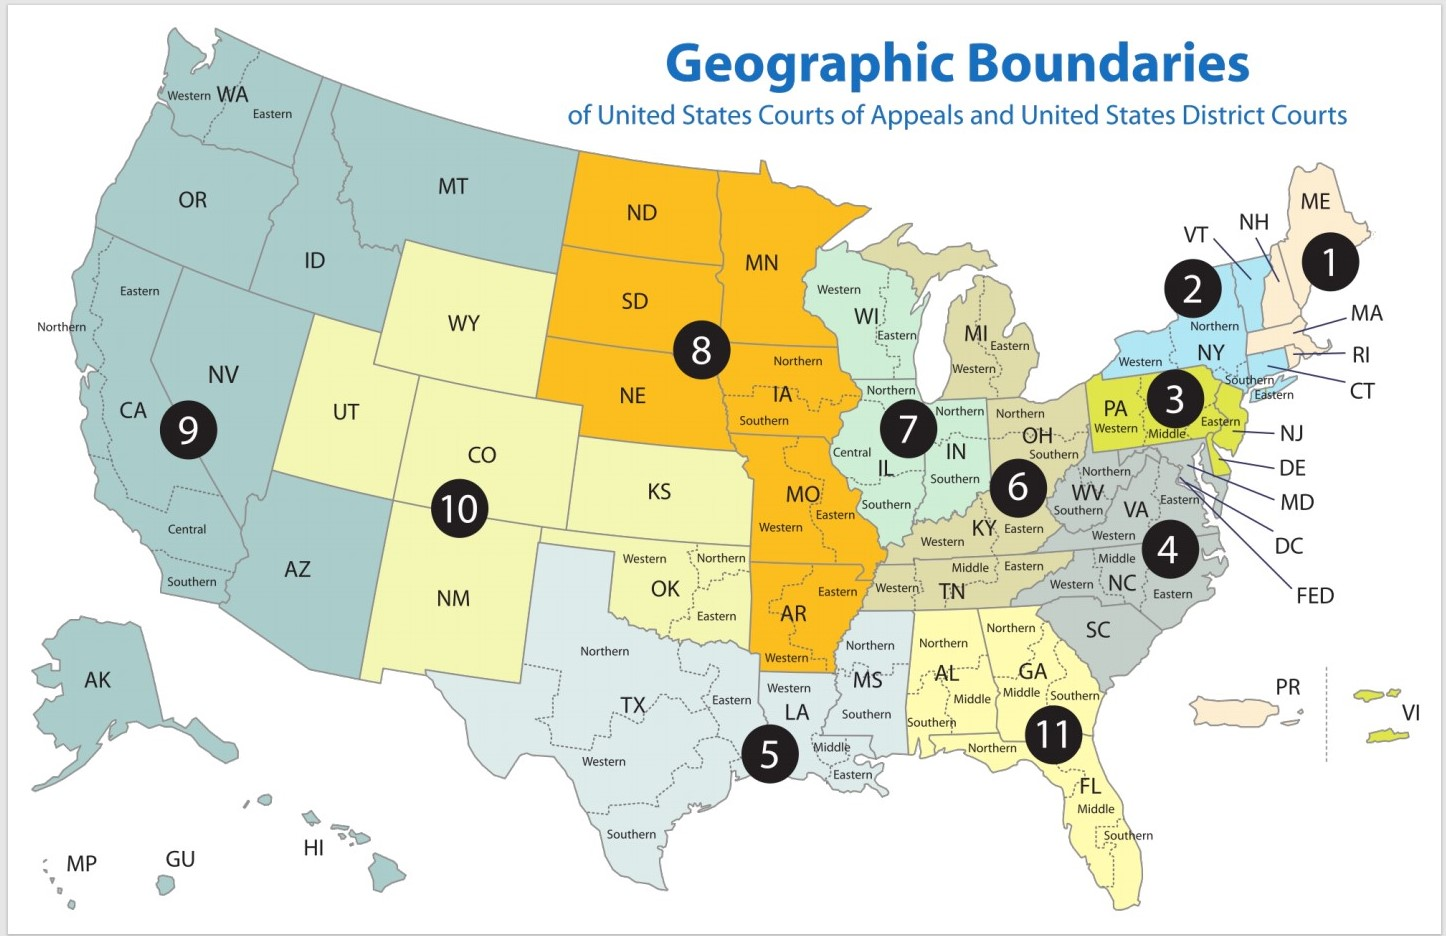 Geographic Boundaries
of United States Courts of Appeals and United States District Courts
Western WA
Eastern
OR
ID
MT
Northern
Eastern
CA
Central
Southern
NV
9
AZ
AK
HI
GU
MP
WY
UT
CO
10
KS
NM
Western
Northern
OK
Eastern
ND
SD
NE
MN
8
Northern
IA
Southern
MO
Western
Eastern
AR
Eastern
Western
Northern
TX
Eastern
Western
Southern
Western
LA
Middle
Eastern
5
Northern
MS
Southern
Western
WI
Eastern
Northern
Central
IL
Southern
7
Northern
IN
Southern
MI
Eastern
Western
Northern
OH
Southern
6
KY
Western
Eastern
Western
Middle
Eastern
TN
Northern
AL
Middle
Southern
Northern
GA
Middle
Southern
11
Northern
FL
Middle
Southern
Northern
WV
Southern
VA
Eastern
Western
4
Middle
Western
NC
Eastern
SC
MD
DC
FED
PA
Western
Middle
Eastern
3
NJ
DE
VI
2
VT
Northern
Western
NY
Southern
Eastern
CT
ME
NH
1
MA
RI
PR